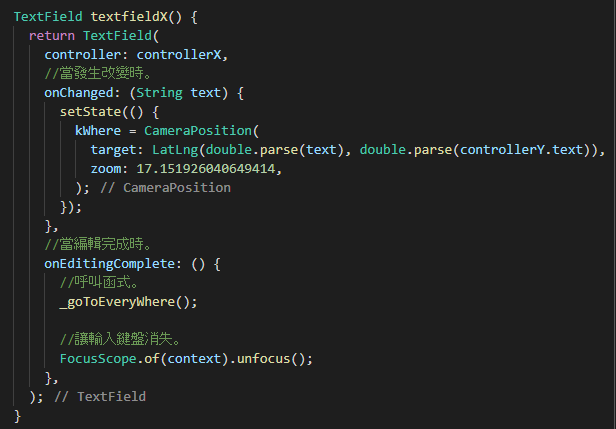 TextField textfieldX() {
return TextField(
controller: controllerX,
//當發生改變時。
onChanged: (String text) {
setState(() {
kWhere = CameraPosition(
target: LatLng(double.parse(text), double.parse(controllerY.text)),
zoom: 17.151926040649414,
); // CameraPosition
});
},
//當編輯完成時。
onEditingComplete: () {
//呼叫函式。
_goToEveryWhere();
//讓輸入鍵盤消失。
FocusScope.of(context).unfocus();
},
); // TextField
}